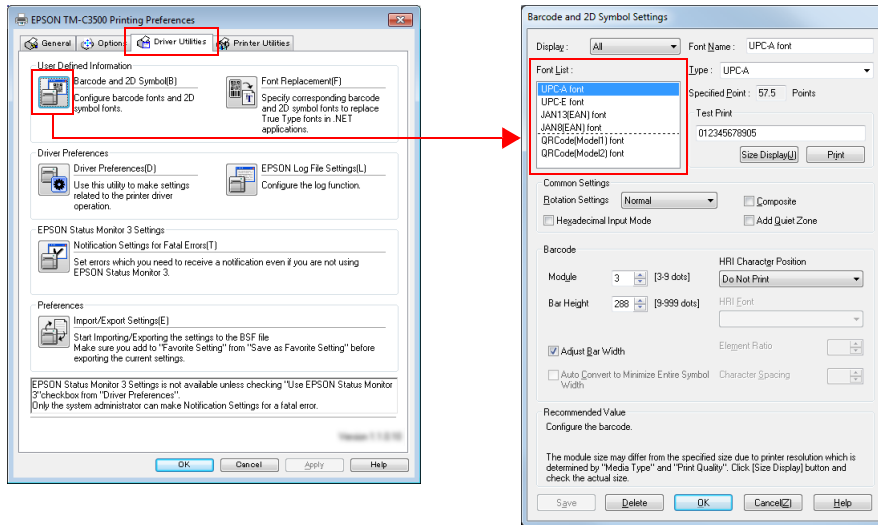 EPSON TM-C3500 Printing Preferences
General
Option
Driver Utilities
Printer Utilities
User Defined Information
Barcode and 2D Symbol(B)
Configure barcode fonts and 2D
symbol fonts.
Font Replacement(F)
Specify corresponding barcode
and 2D symbol fonts to replace
True Type fonts in .NET
applications.
Driver Preferences
Driver Preferences(D)
Use this utility to make settings
related to the printer driver
operation.
EPSON Log File Settings(L)
Configure the log function.
EPSON Status Monitor 3 Settings
Notification Settings for Fatal Errors(T)
Set errors which you need to receive a notification even if you are not using
EPSON Status Monitor 3.
Preferences
Import/Export Settings(E)
Start Importing/Exporting the settings to the BSF file
Make sure you add to "Favorite Setting" from "Save as Favorite Setting" before
exporting the current settings.
EPSON Status Monitor 3 Settings is not available unless checking "Use EPSON Status Monitor
3"checkbox from "Driver Preferences".
Only the system administrator can make Notification Settings for a fatal error.
OK
Cancel
Apply
Help
Barcode and 2D Symbol Settings
Display: All
Font Name: UPC-A font
Font List:
UPC-A font
UPC-E font
JAN13(EAN) font
JAN8(EAN) font
QRCode(Model1) font
QRCode(Model2) font
Type: UPC-A
Specified Point: 57.5 Points
Test Print
012345678905
Size Display(J)
Print
Common Settings
Rotation Settings Normal
Composite
Hexadecimal Input Mode
Add Quiet Zone
Barcode
HRI Character Position
Module 3 [3-9 dots]
Do Not Print
Bar Height 288 [9-999 dots]
HRI Font
Adjust Bar Width
Element Ratio
Auto Convert to Minimize Entire Symbol
Width
Character Spacing
Recommended Value
Configure the barcode.
The module size may differ from the specified size due to printer resolution which is
determined by "Media Type" and "Print Quality". Click [Size Display] button and
check the actual size.
Save
Delete
OK
Cancel(Z)
Help